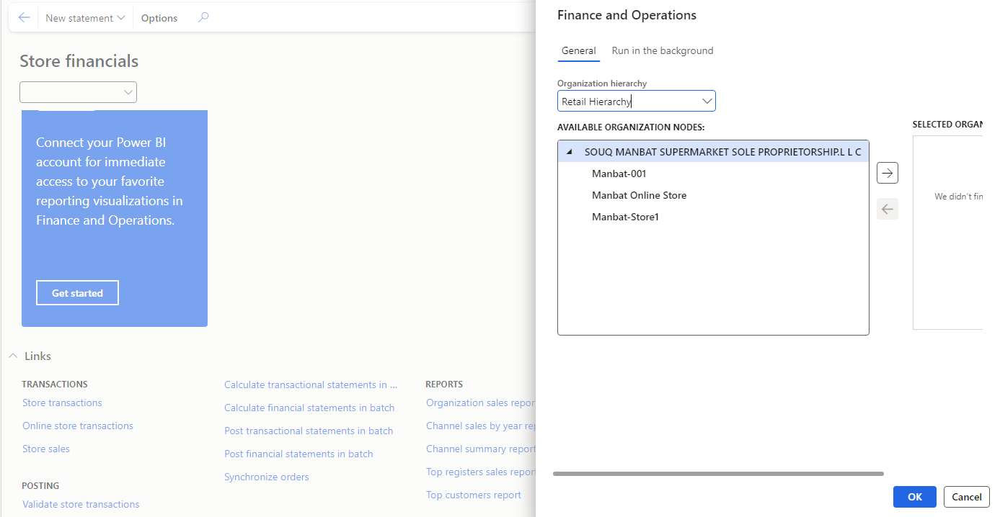 New statement
Options
Store financials
Connect your Power BI
account for immediate
access to your favorite
reporting visualizations in
Finance and Operations.
Get started
Links
TRANSACTIONS
Store transactions
Online store transactions
Store sales
POSTING
Validate store transactions
Calculate transactional statements in ...
Calculate financial statements in batch
Post transactional statements in batch
Post financial statements in batch
Synchronize orders
REPORTS
Organization sales repor
Channel sales by year rep
Channel summary report
Top registers sales report
Top customers report
Finance and Operations
General
Run in the background
Organization hierarchy
Retail Hierarchy
AVAILABLE ORGANIZATION NODES:
SOUQ MANBAT SUPERMARKET SOLE PROPRIETORSHIP.L L C
Manbat-001
Manbat Online Store
Manbat-Store1
SELECTED ORGAN
We didn't fin
OK
Cancel